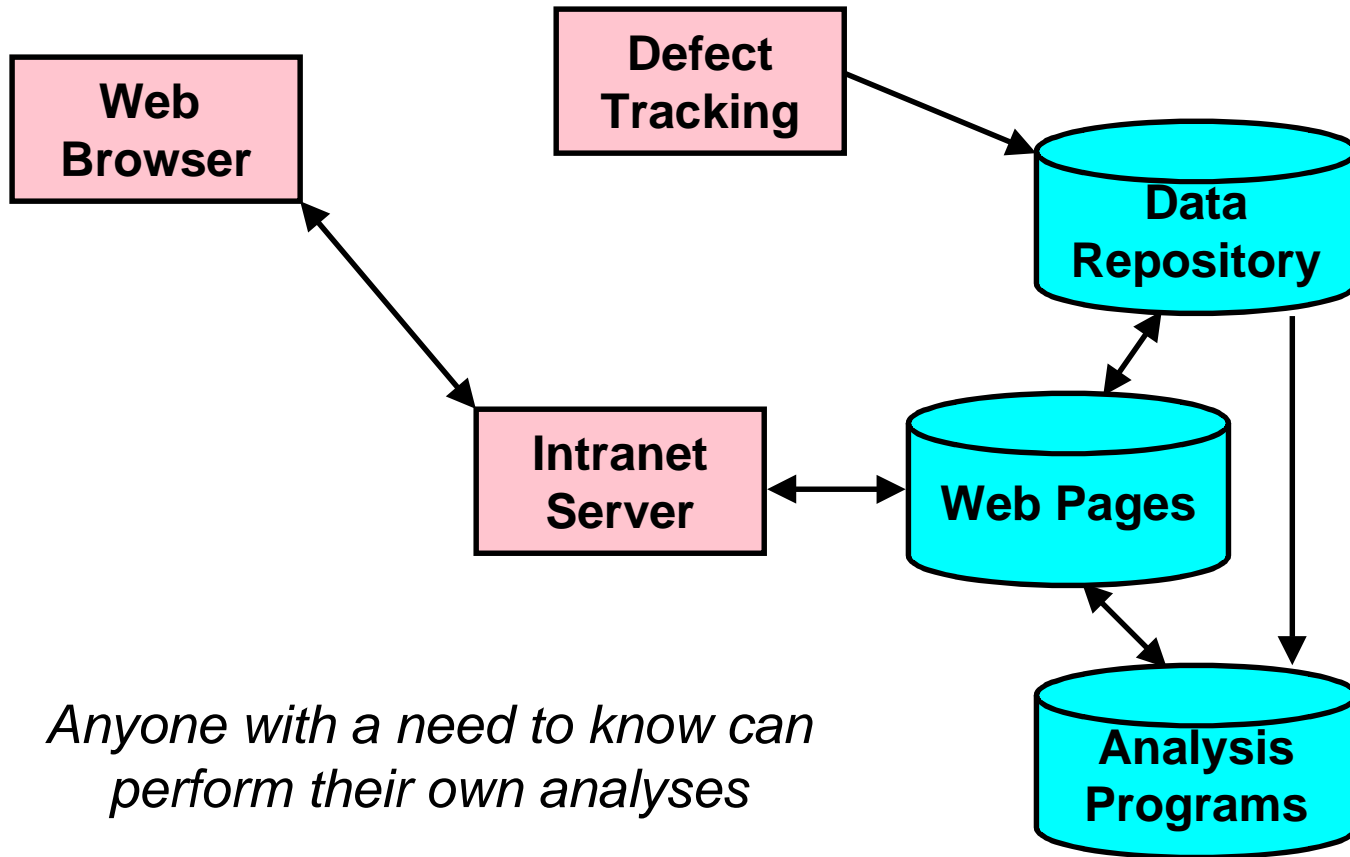 Web
Browser
Defect
Tracking
Data
Repository
Intranet
Server
Web Pages
Analysis
Programs
Anyone with a need to know can
perform their own analyses